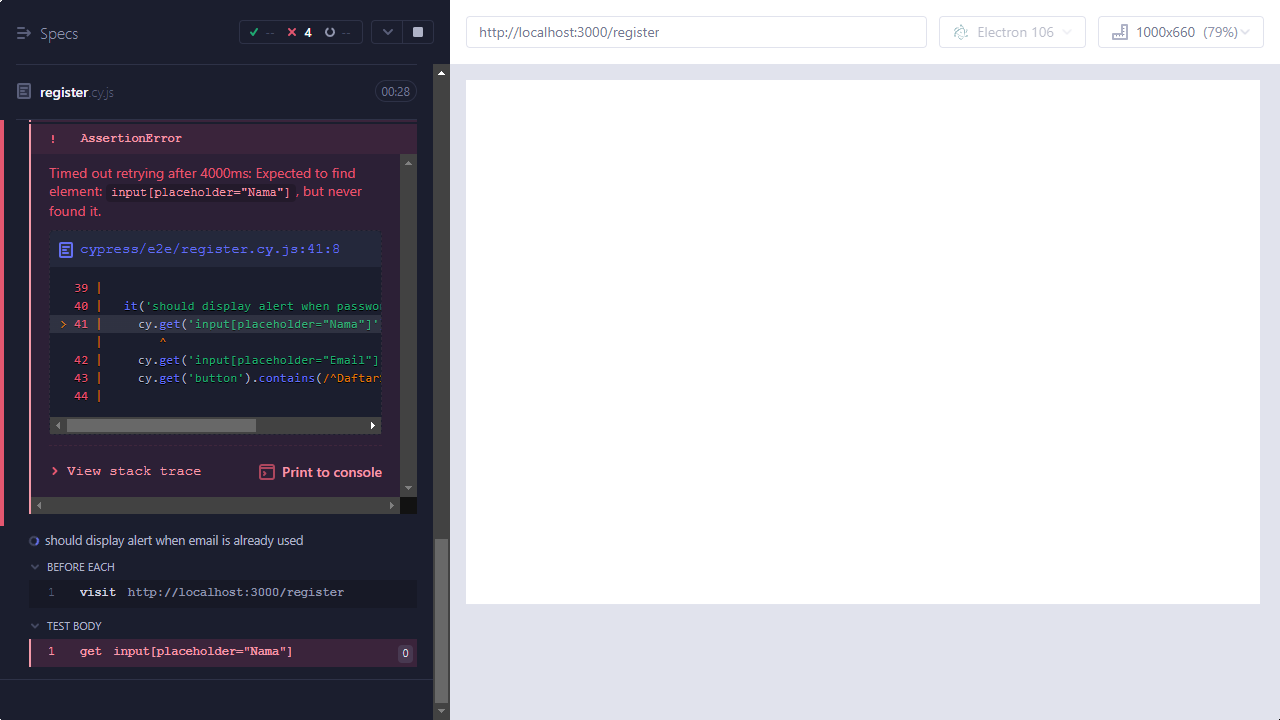 Specs
--
4
--
register.cy.js
00:28
! AssertionError
Timed out retrying after 4000ms: Expected to find
element: input[placeholder="Nama"] , but never
found it.
cypress/e2e/register.cy.js:41:8
39 |
40 | it('should display alert when passwo
> 41 | cy.get('input[placeholder="Nama"]'
| ^
42 | cy.get('input[placeholder="Email"]
43 | cy.get('button').contains(/^Daftar
44 |
> View stack trace
Print to console
should display alert when email is already used
BEFORE EACH
1 visit http://localhost:3000/register
TEST BODY
1 get input[placeholder="Nama"] 0
http://localhost:3000/register
Electron 106
1000x660 (79%)